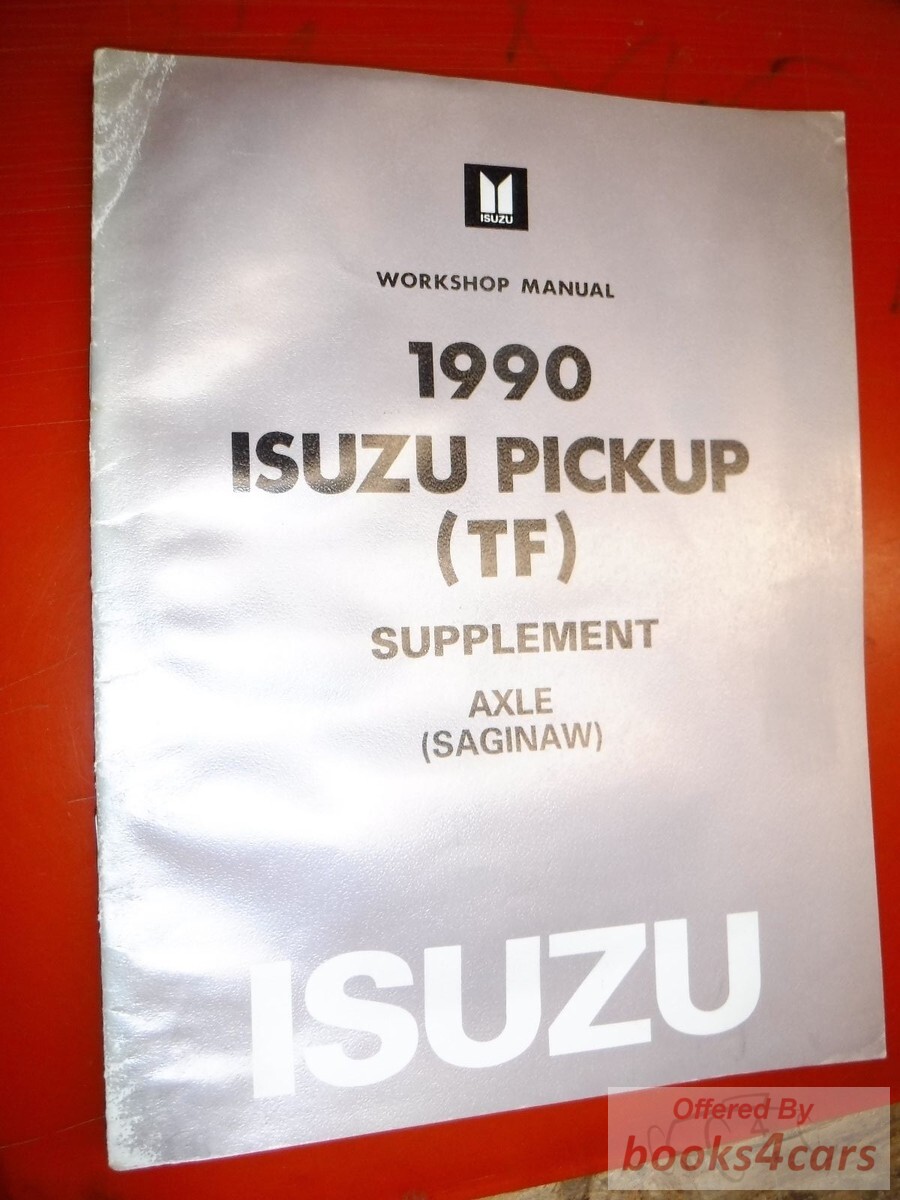 ISUZU
WORKSHOP MANUAL
1990
ISUZU PICKUP
(TF)
SUPPLEMENT
AXLE
(SAGINAW)
ISUZU
Offered By
books4cars